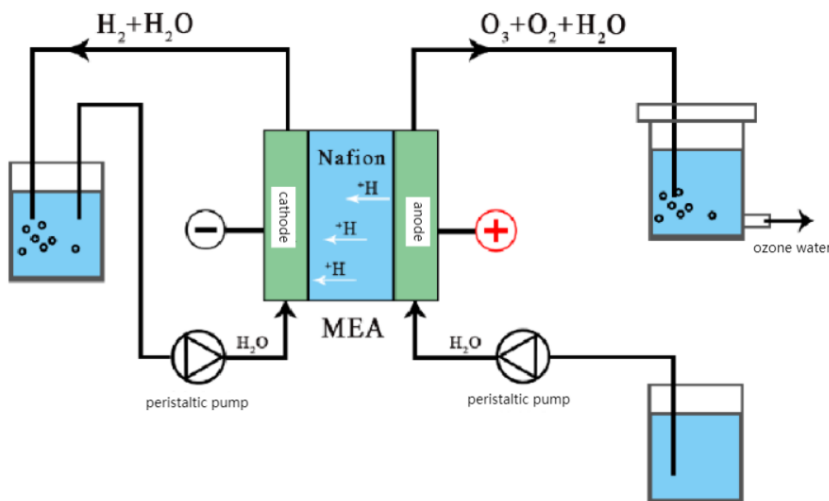 H₂+H₂O
O₃+O₂+H₂O
Nafion
⁺H
⁺H
⁺H
cathode
anode
−
+
ozone water
MEA
H₂O
H₂O
peristaltic pump
peristaltic pump